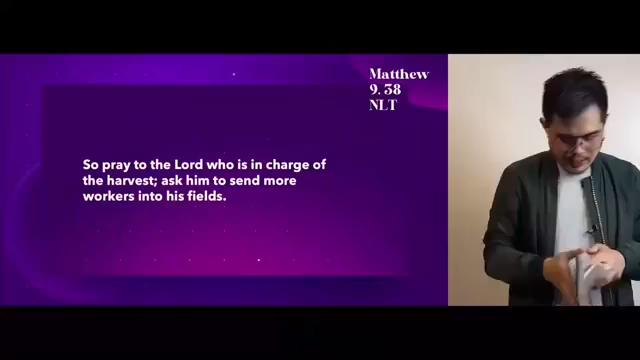 Matthew
9. 38
NLT
So pray to the Lord who is in charge of
the harvest; ask him to send more
workers into his fields.